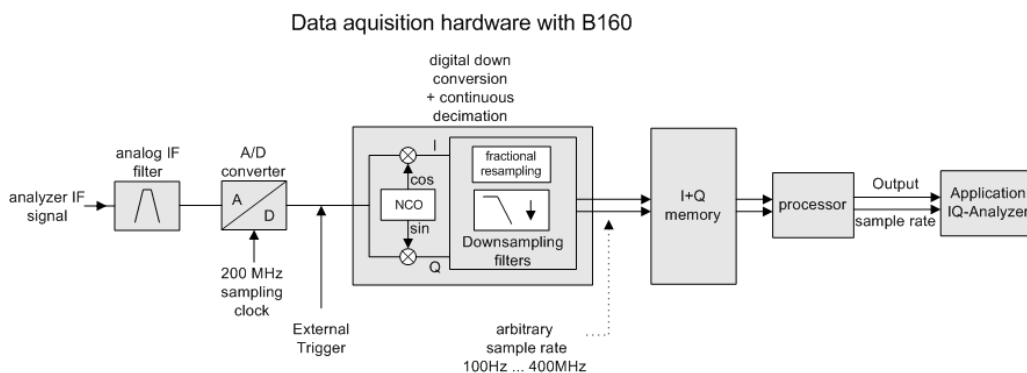 Data aquisition hardware with B160
digital down
conversion
+ continuous
decimation
analog IF
filter
A/D
converter
analyzer IF
signal
A
D
200 MHz
sampling
clock
External
Trigger
I
cos
NCO
sin
Q
fractional
resampling
Downsampling
filters
arbitrary
sample rate
100Hz ... 400MHz
I+Q
memory
processor
Output
sample rate
Application
IQ-Analyzer